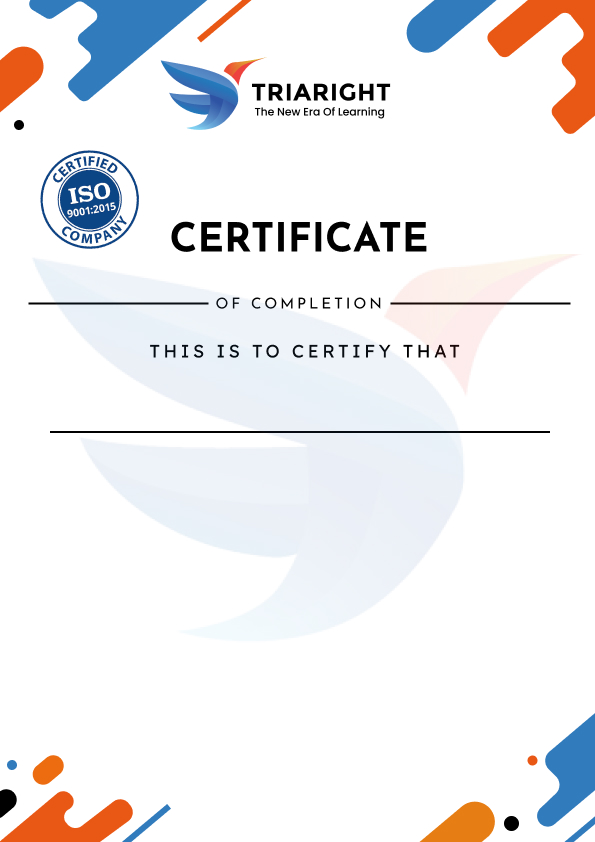 TRIARIGHT
The New Era Of Learning
CERTIFIED
ISO
9001:2015
COMPANY
CERTIFICATE
OF COMPLETION
THIS IS TO CERTIFY THAT